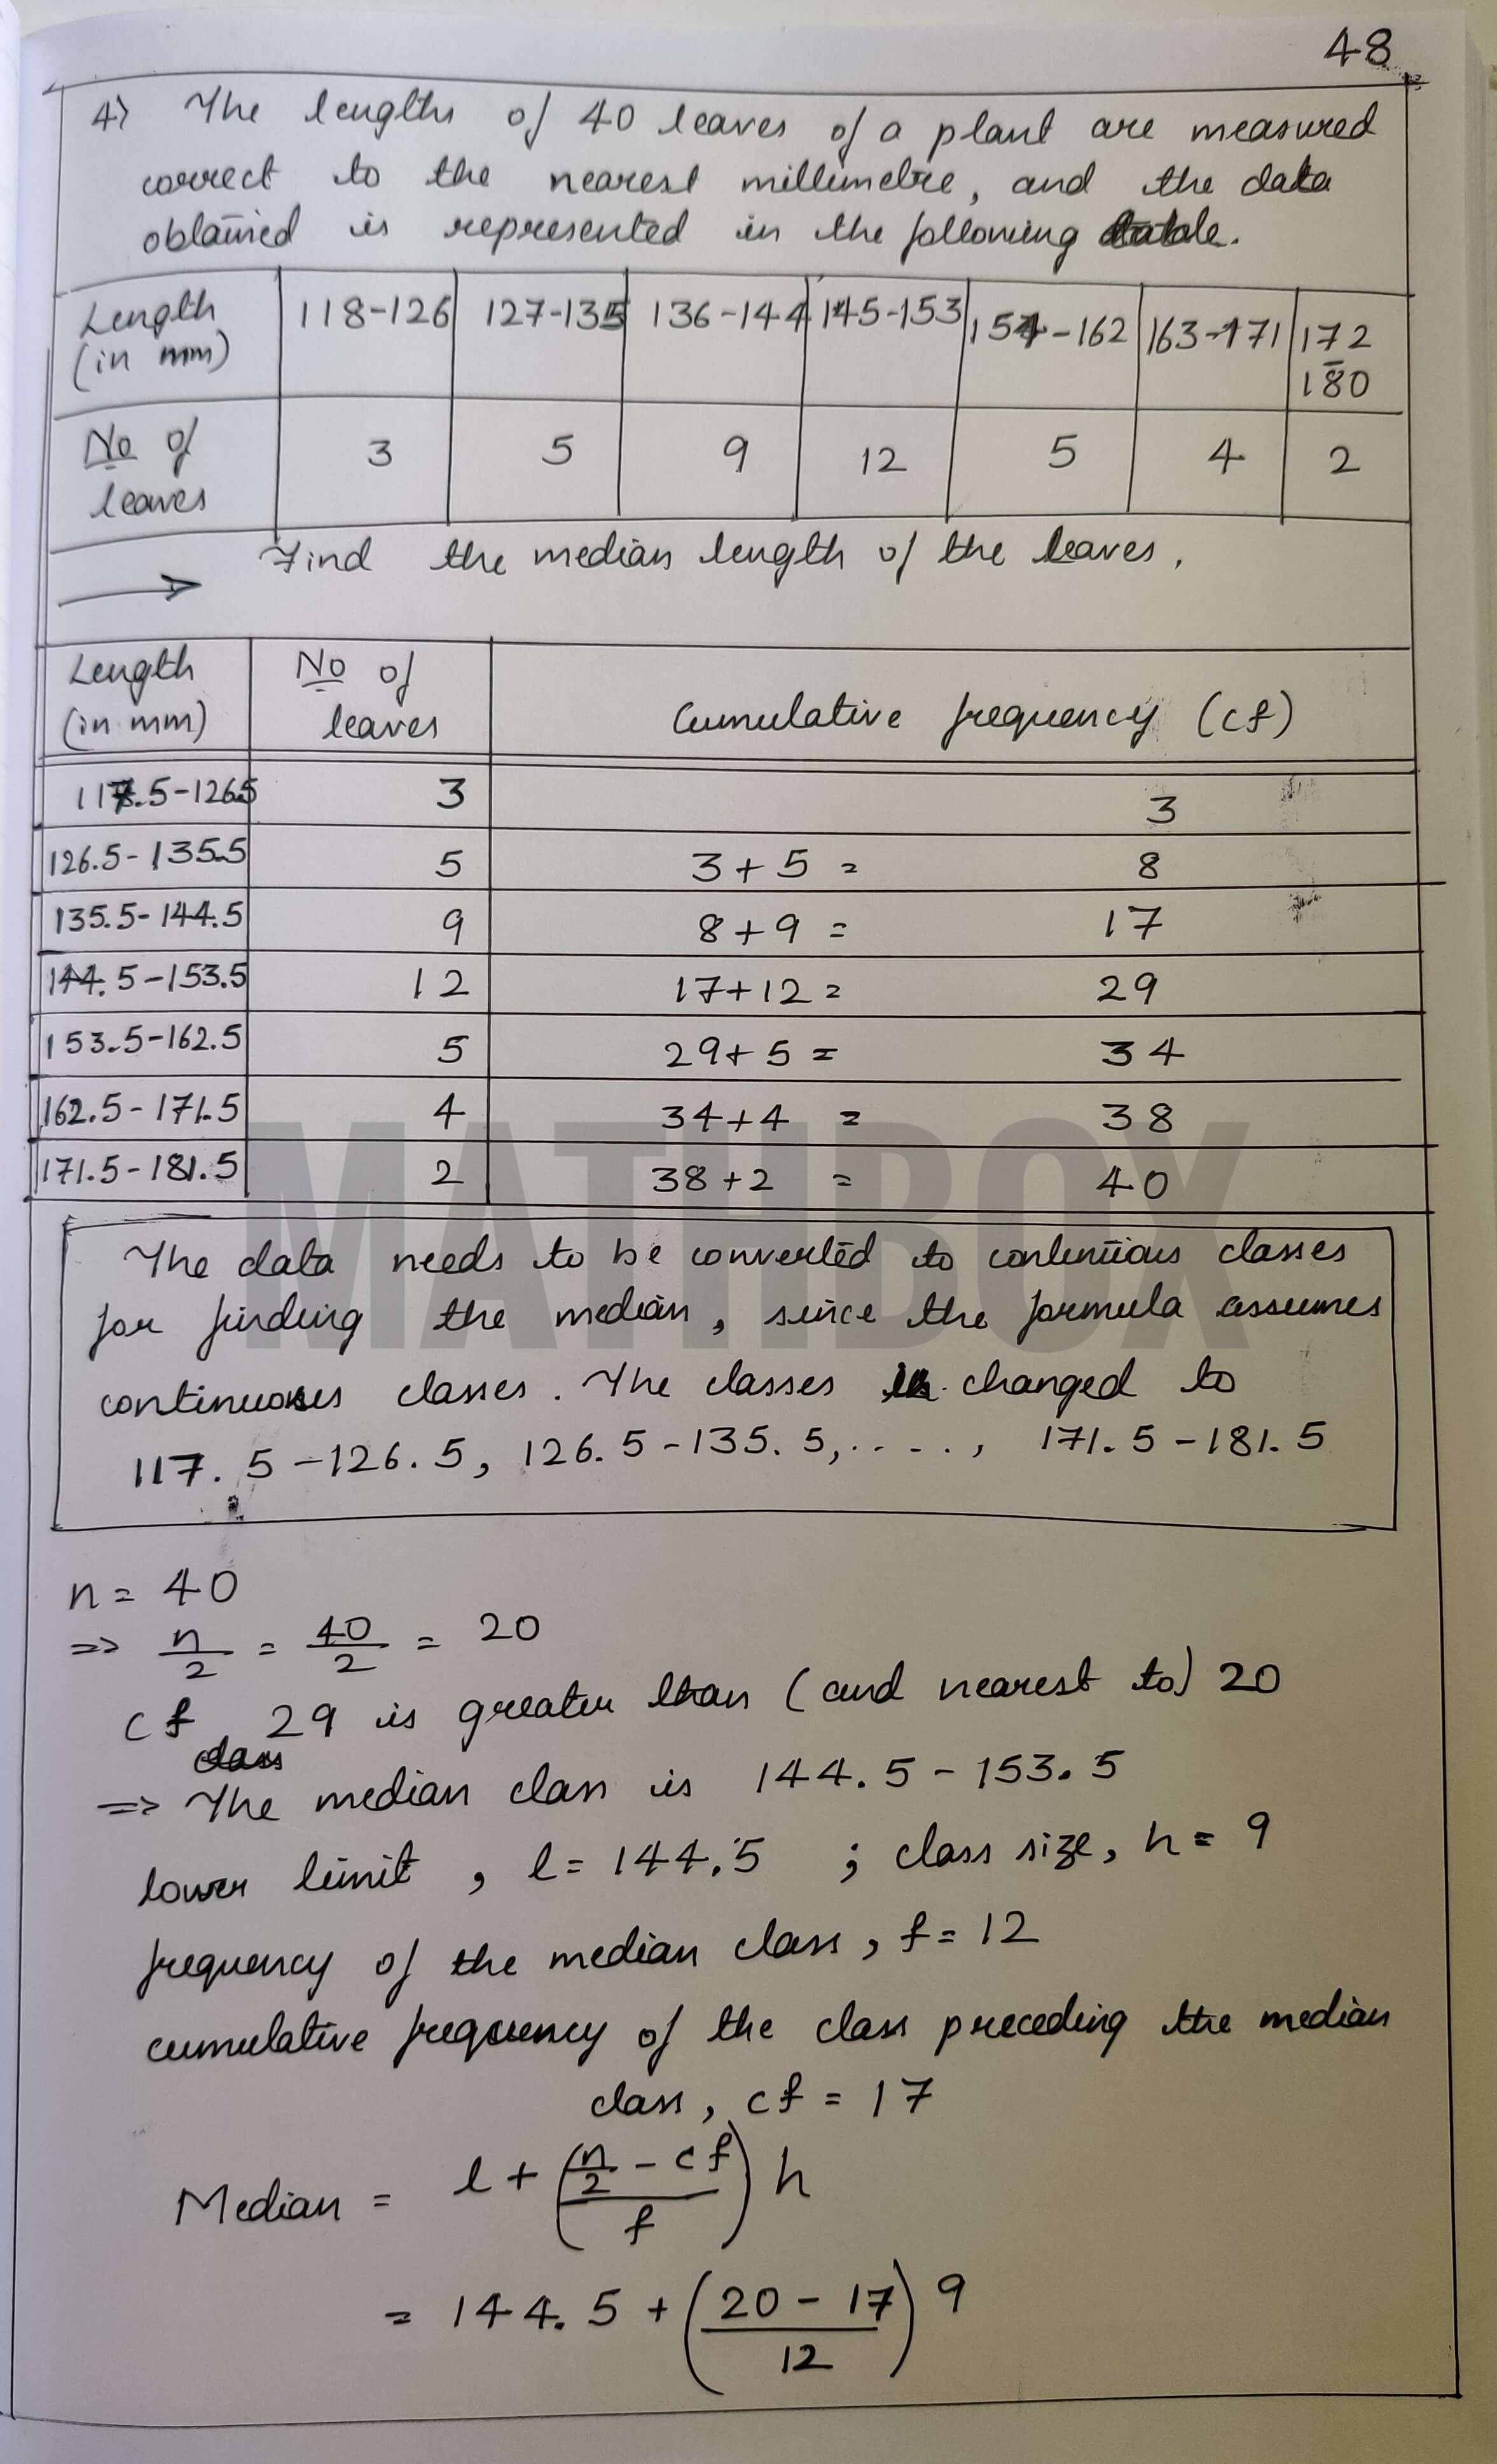 48
4) The lengths of 40 leaves of a plant are measured
correct to the nearest millimetre, and the data
obtained is represented in the following table.
Length (in mm) 118-126 127-135 136-144 145-153 154-162 163-171 172-180
No of leaves 3 5 9 12 5 4 2
Find the median length of the leaves.
Length (in mm) No of leaves Cumulative frequency (cf)
117.5-126.5 3 3
126.5-135.5 5 3+5= 8
135.5-144.5 9 8+9= 17
144.5-153.5 12 17+12= 29
153.5-162.5 5 29+5= 34
162.5-171.5 4 34+4 = 38
171.5-181.5 2 38+2 = 40
MATHBOX
The data needs to be converted to continuous classes
for finding the median, since the formula assumes
continuous classes. The classes is changed to
117.5-126.5, 126.5-135.5, ....., 171.5-181.5
n = 40
=> n/2 = 40/2 = 20
cf 29 is greater than (and nearest to) 20
class
=> The median class is 144.5-153.5
lower limit, l = 144.5 ; class size, h = 9
frequency of the median class, f = 12
cumulative frequency of the class preceding the median
class, cf = 17
Median = l + ((n/2 - cf)/f) h
= 144.5 + ((20-17)/12) 9